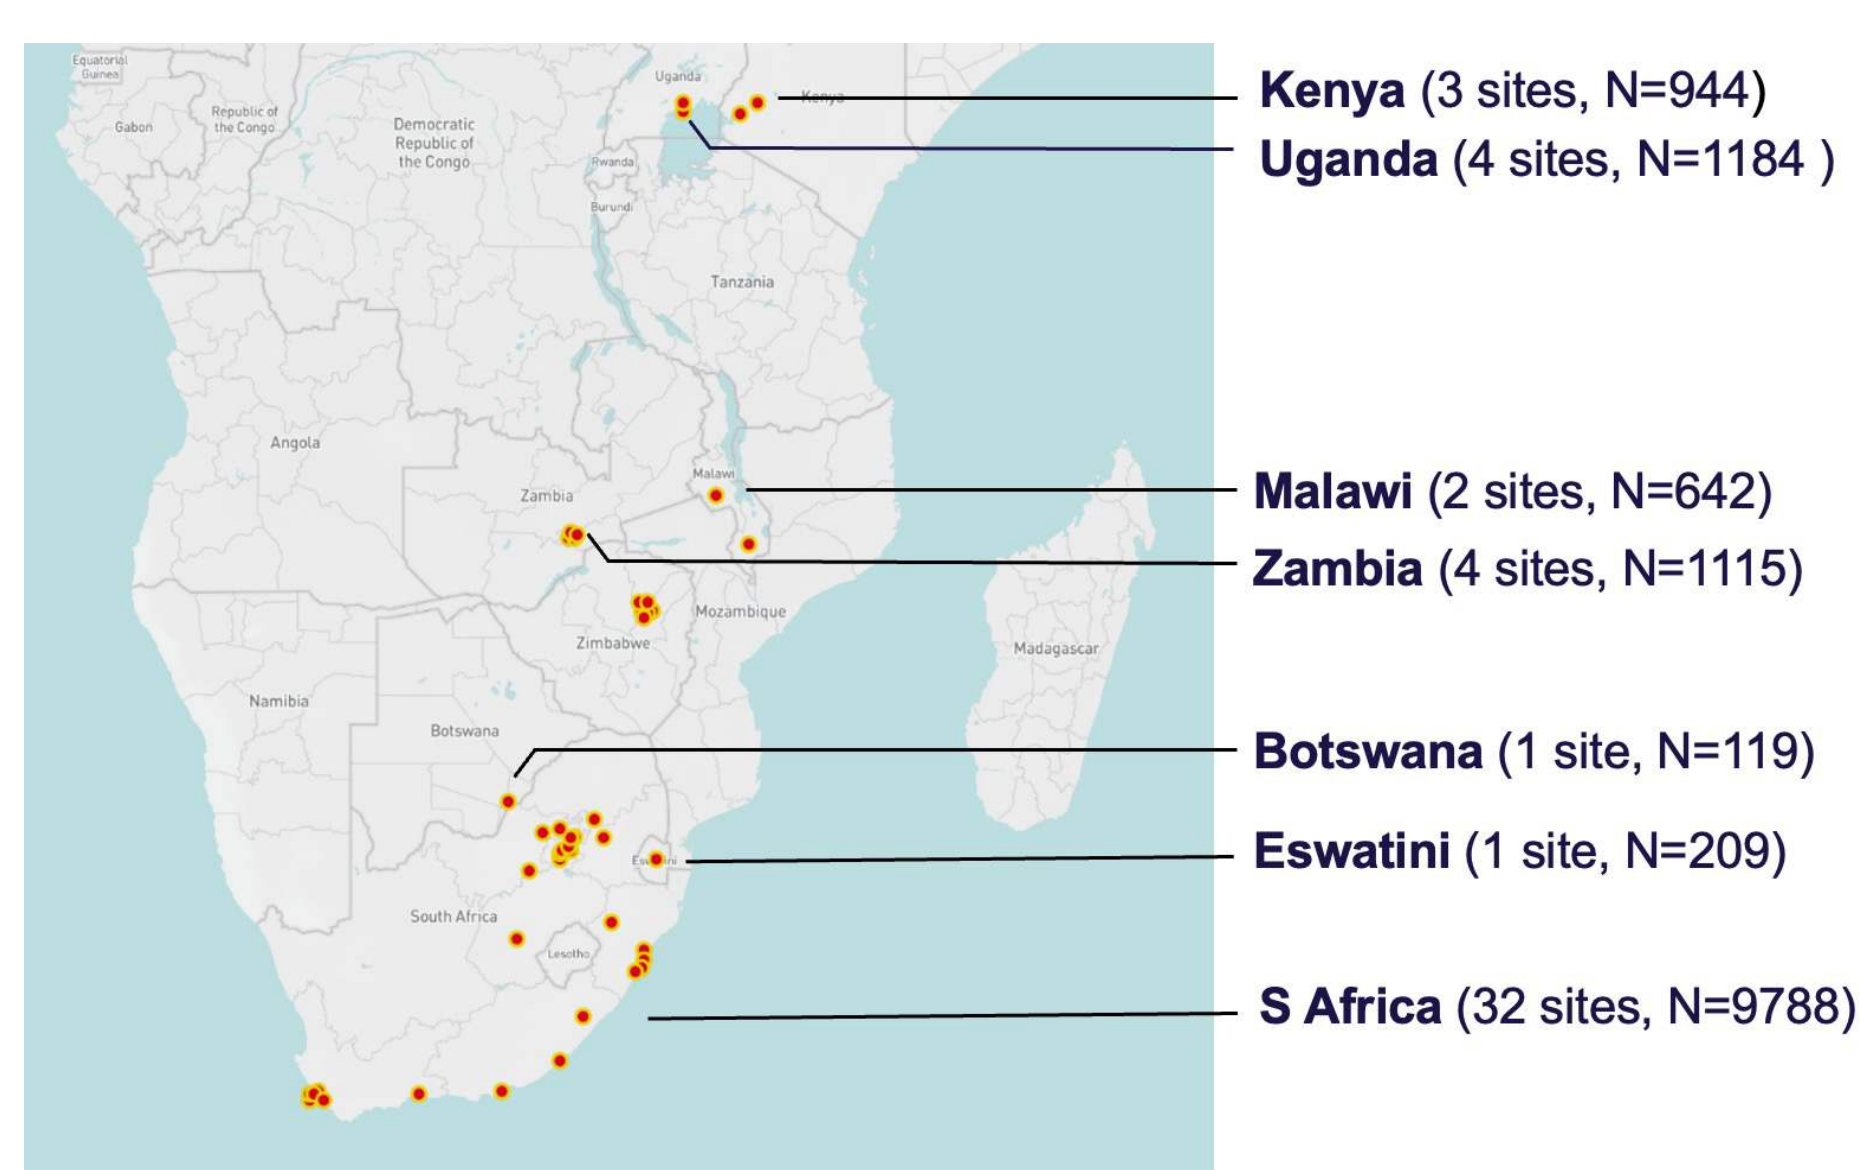 Equatorial
Guinea
Gabon
Republic of
the Congo
Democratic
Republic of
the Congo
Uganda
Kenya
Rwanda
Burundi
Tanzania
Angola
Zambia
Malawi
Mozambique
Zimbabwe
Madagascar
Namibia
Botswana
South Africa
Lesotho
Kenya (3 sites, N=944)
Uganda (4 sites, N=1184 )
Malawi (2 sites, N=642)
Zambia (4 sites, N=1115)
Botswana (1 site, N=119)
Eswatini (1 site, N=209)
S Africa (32 sites, N=9788)